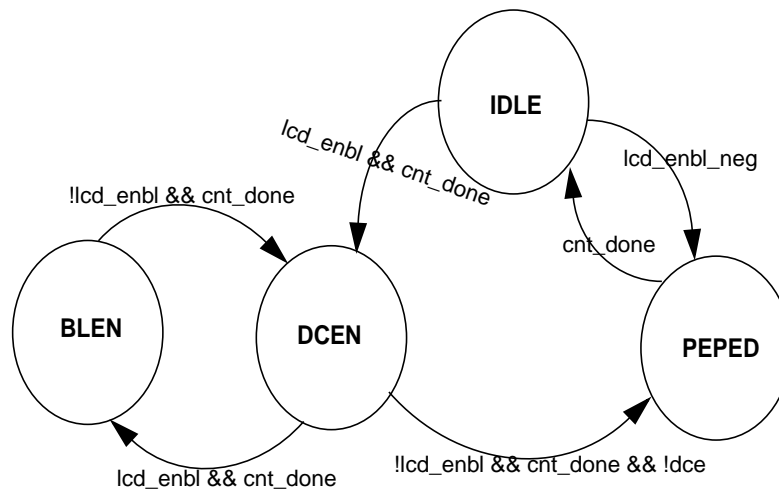 IDLE
lcd_enbl && cnt_done
lcd_enbl_neg
!lcd_enbl && cnt_done
cnt_done
BLEN
DCEN
PEPED
!lcd_enbl && cnt_done && !dce
lcd_enbl && cnt_done